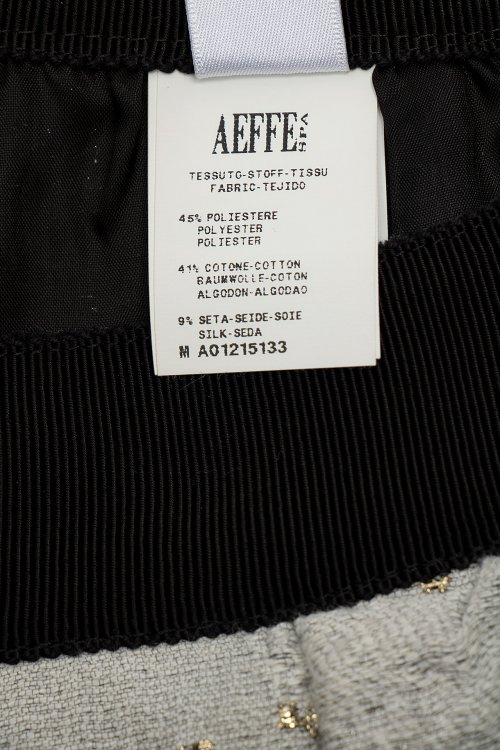 AEFFE SPA
TESSUTO-STOFF-TISSU
FABRIC-TEJIDO
45% POLIESTERE
POLYESTER
POLIESTER
41% COTONE-COTTON
BAUMWOLLE-COTON
ALGODON-ALGODAO
9% SETA-SEIDE-SOIE
SILK-SEDA
M A01215133